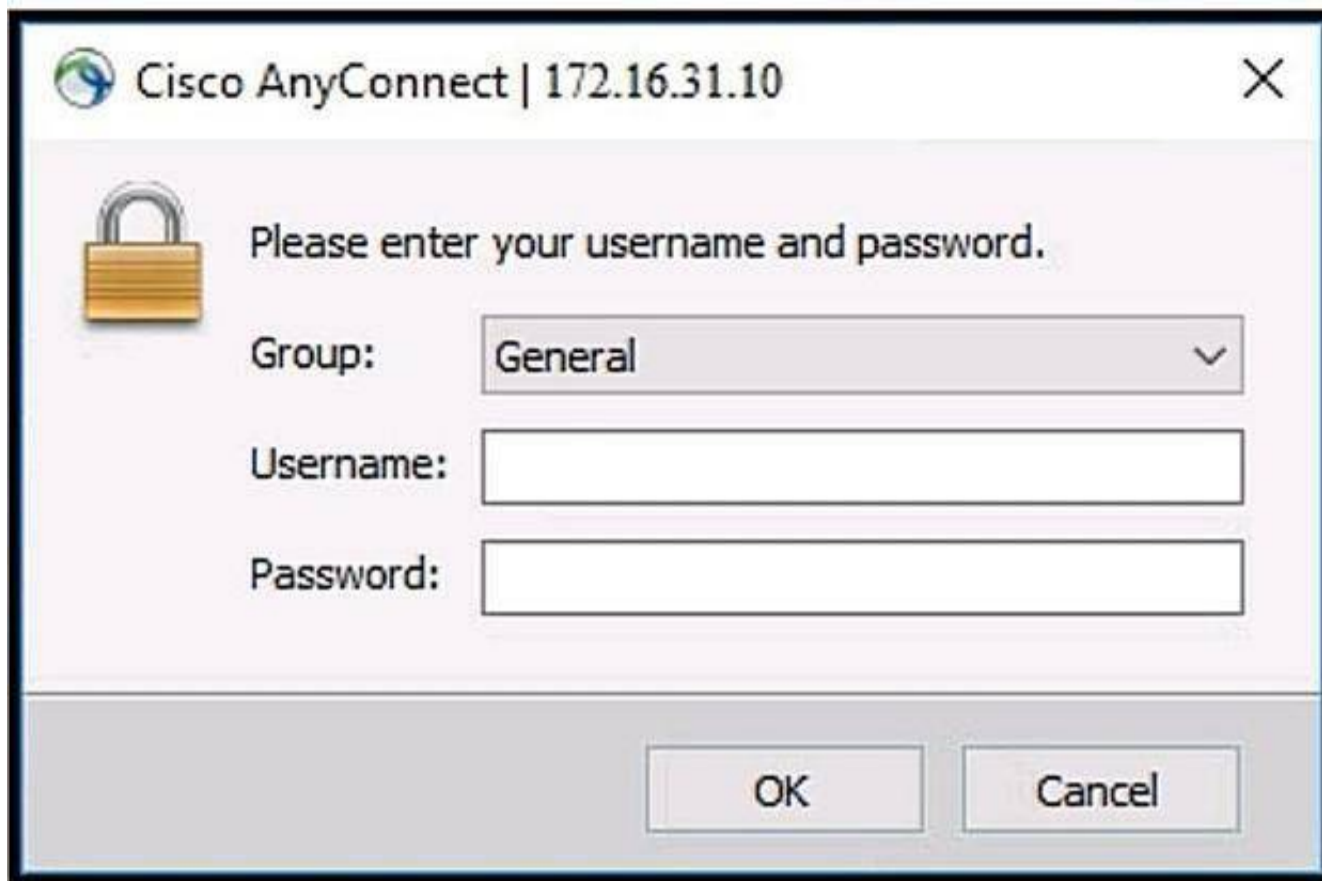 Cisco AnyConnect | 172.16.31.10
Please enter your username and password.
Group: General
Username:
Password:
OK Cancel